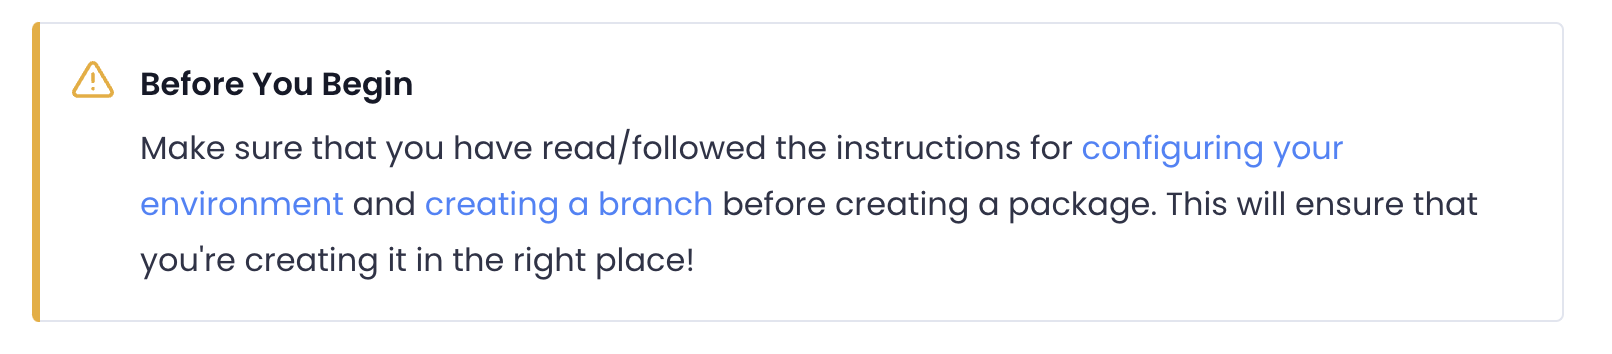 Before You Begin
Make sure that you have read/followed the instructions for configuring your
environment and creating a branch before creating a package. This will ensure that
you're creating it in the right place!